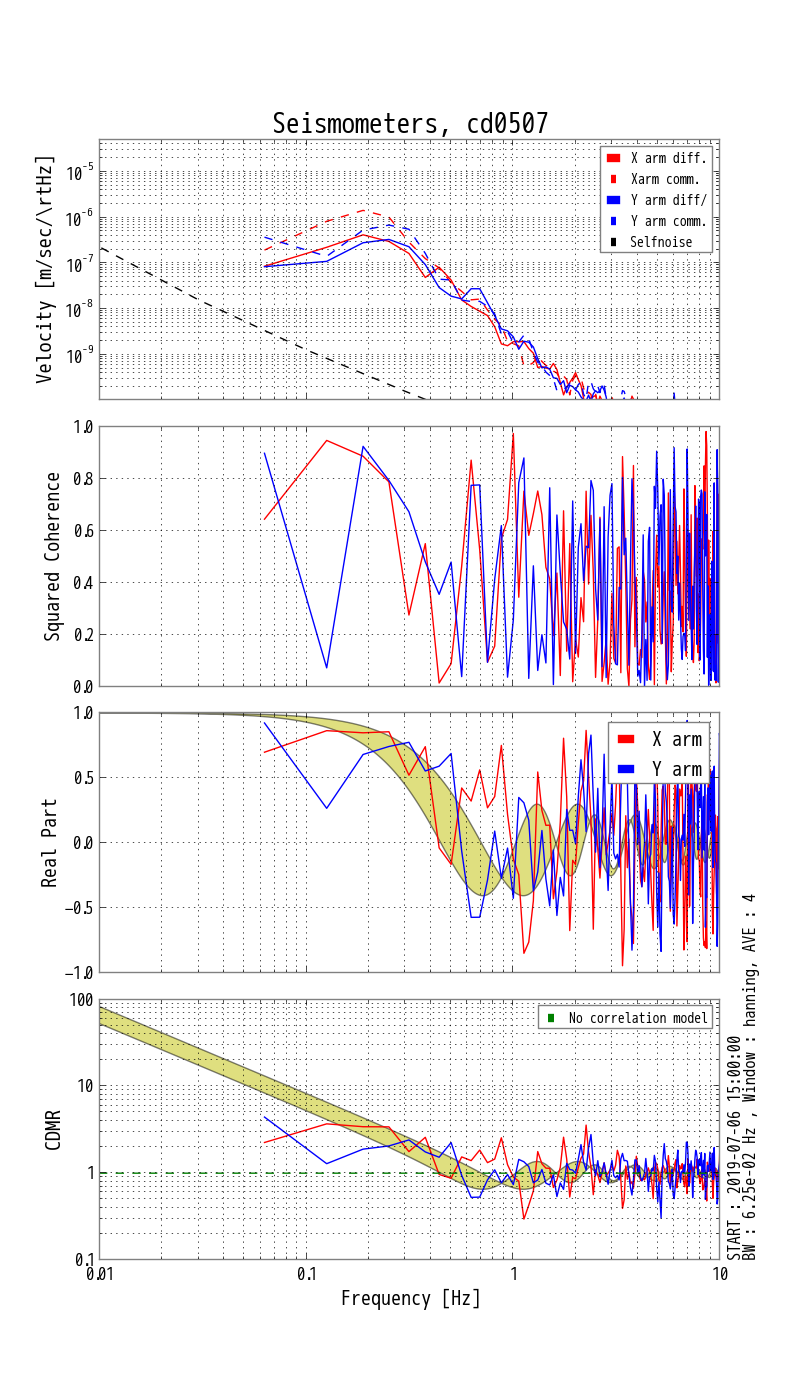 Seismometers, cd0507
Velocity [m/sec/\rtHz]
10^-5
10^-6
10^-7
10^-8
10^-9
X arm diff.
Xarm comm.
Y arm diff/
Y arm comm.
Selfnoise
Squared Coherence
1.0
0.8
0.6
0.4
0.2
0.0
Real Part
1.0
0.5
0.0
−0.5
−1.0
X arm
Y arm
CDMR
100
10
1
0.1
No correlation model
0.01
0.1
1
10
Frequency [Hz]
START : 2019-07-06 15:00:00
BW : 6.25e-02 Hz , Window : hanning, AVE : 4